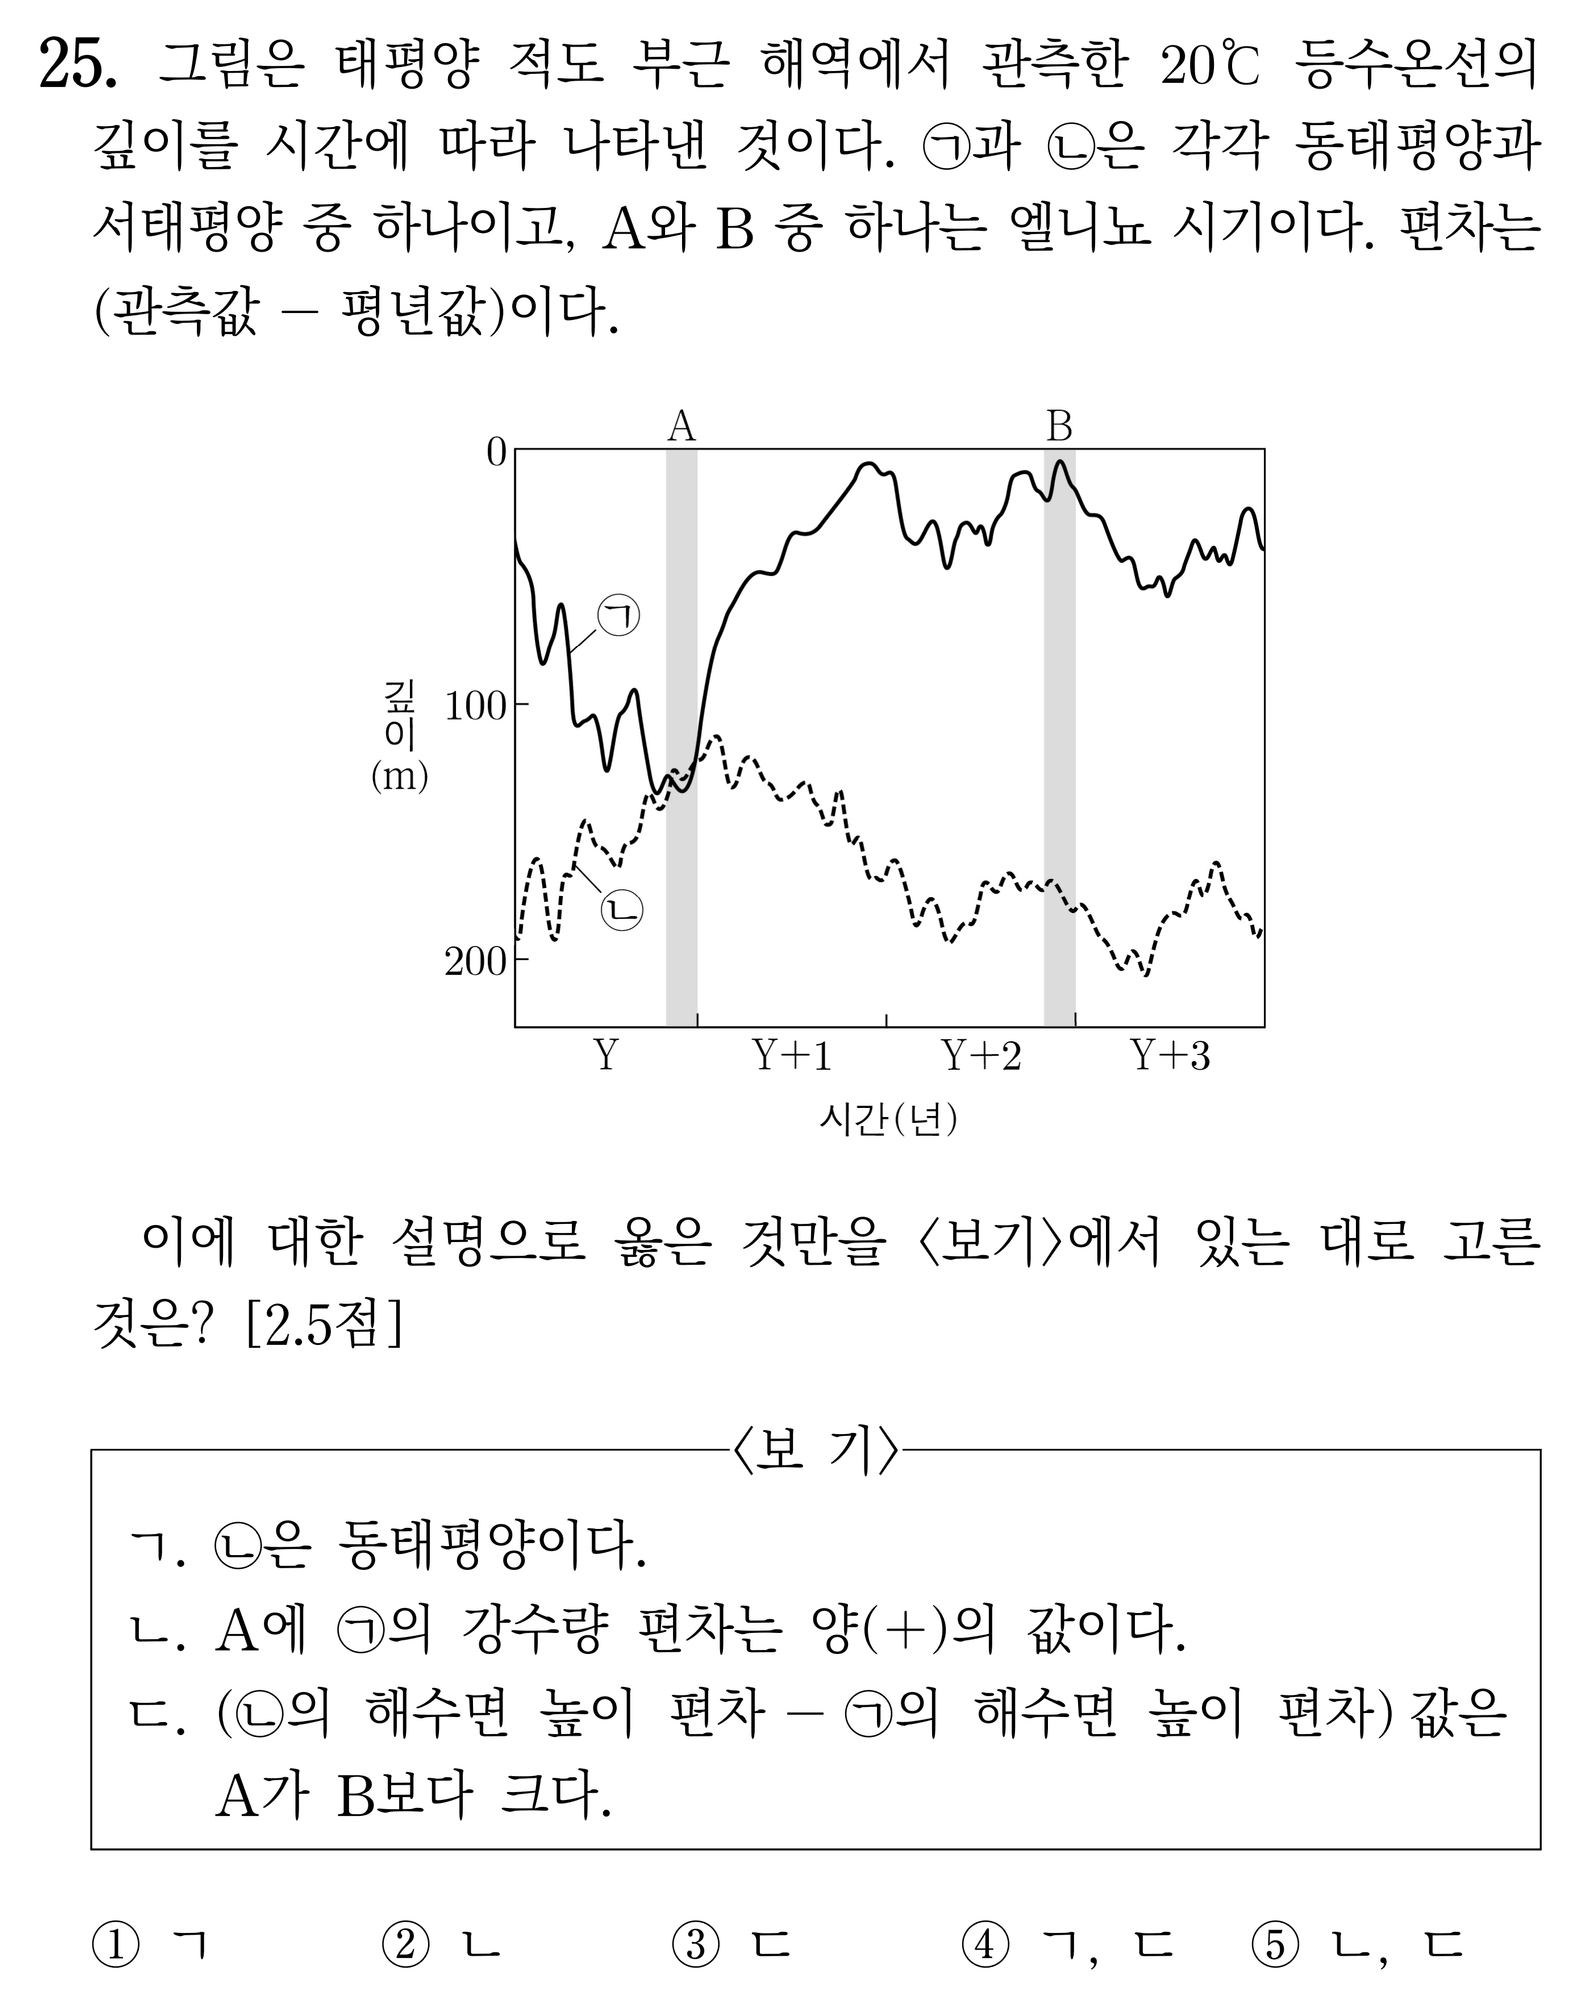 25. 그림은 태평양 적도 부근 해역에서 관측한 20℃ 등수온선의
깊이를 시간에 따라 나타낸 것이다. ㉠과 ㉡은 각각 동태평양과
서태평양 중 하나이고, A와 B 중 하나는 엘니뇨 시기이다. 편차는
(관측값 − 평년값)이다.
A B
0
㉠
100
깊이
(m)
㉡
200
Y Y+1 Y+2 Y+3
시간(년)
이에 대한 설명으로 옳은 것만을 〈보기〉에서 있는 대로 고른
것은? [2.5점]
〈보 기〉
ㄱ. ㉡은 동태평양이다.
ㄴ. A에 ㉠의 강수량 편차는 양(+)의 값이다.
ㄷ. (㉡의 해수면 높이 편차 − ㉠의 해수면 높이 편차) 값은
A가 B보다 크다.
① ㄱ ② ㄴ ③ ㄷ ④ ㄱ, ㄷ ⑤ ㄴ, ㄷ